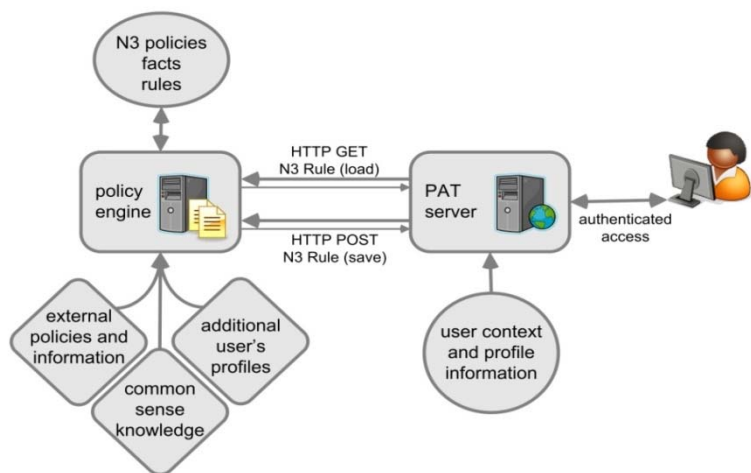 N3 policies
facts
rules
policy
engine
HTTP GET
N3 Rule (load)
HTTP POST
N3 Rule (save)
PAT
server
authenticated
access
external
policies and
information
additional
user's
profiles
common
sense
knowledge
user context
and profile
information